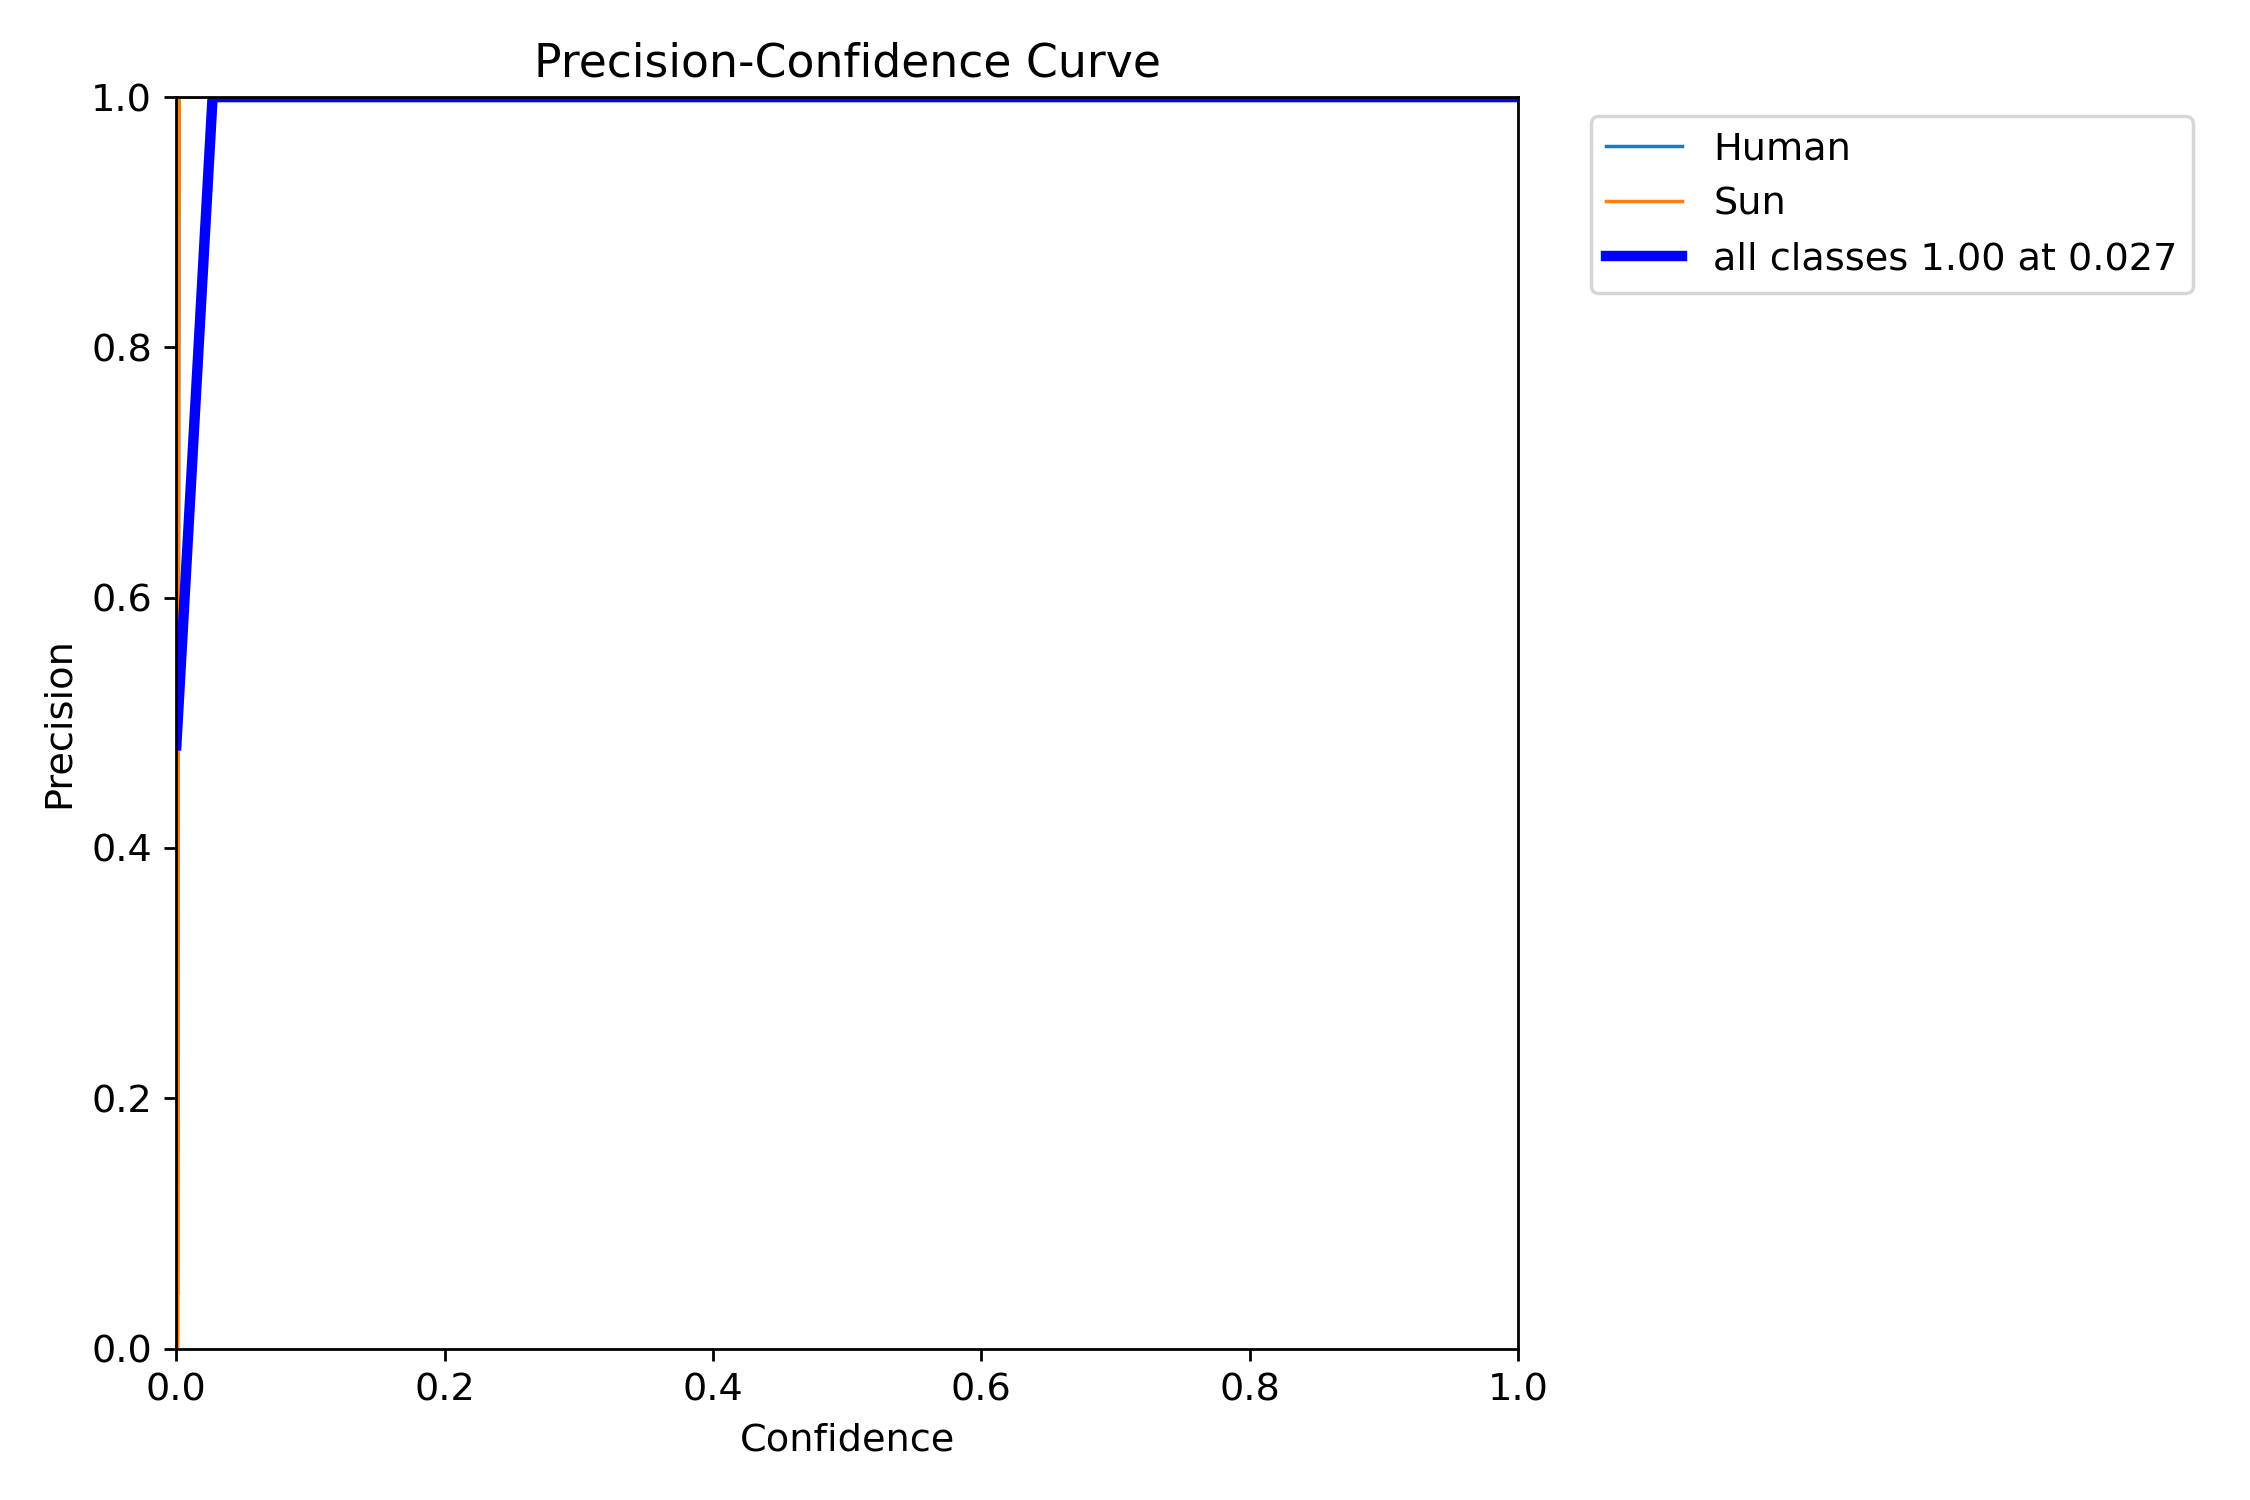 Precision-Confidence Curve
1.0
0.8
0.6
0.4
0.2
0.0
Precision
0.0 0.2 0.4 0.6 0.8 1.0
Confidence
Human
Sun
all classes 1.00 at 0.027